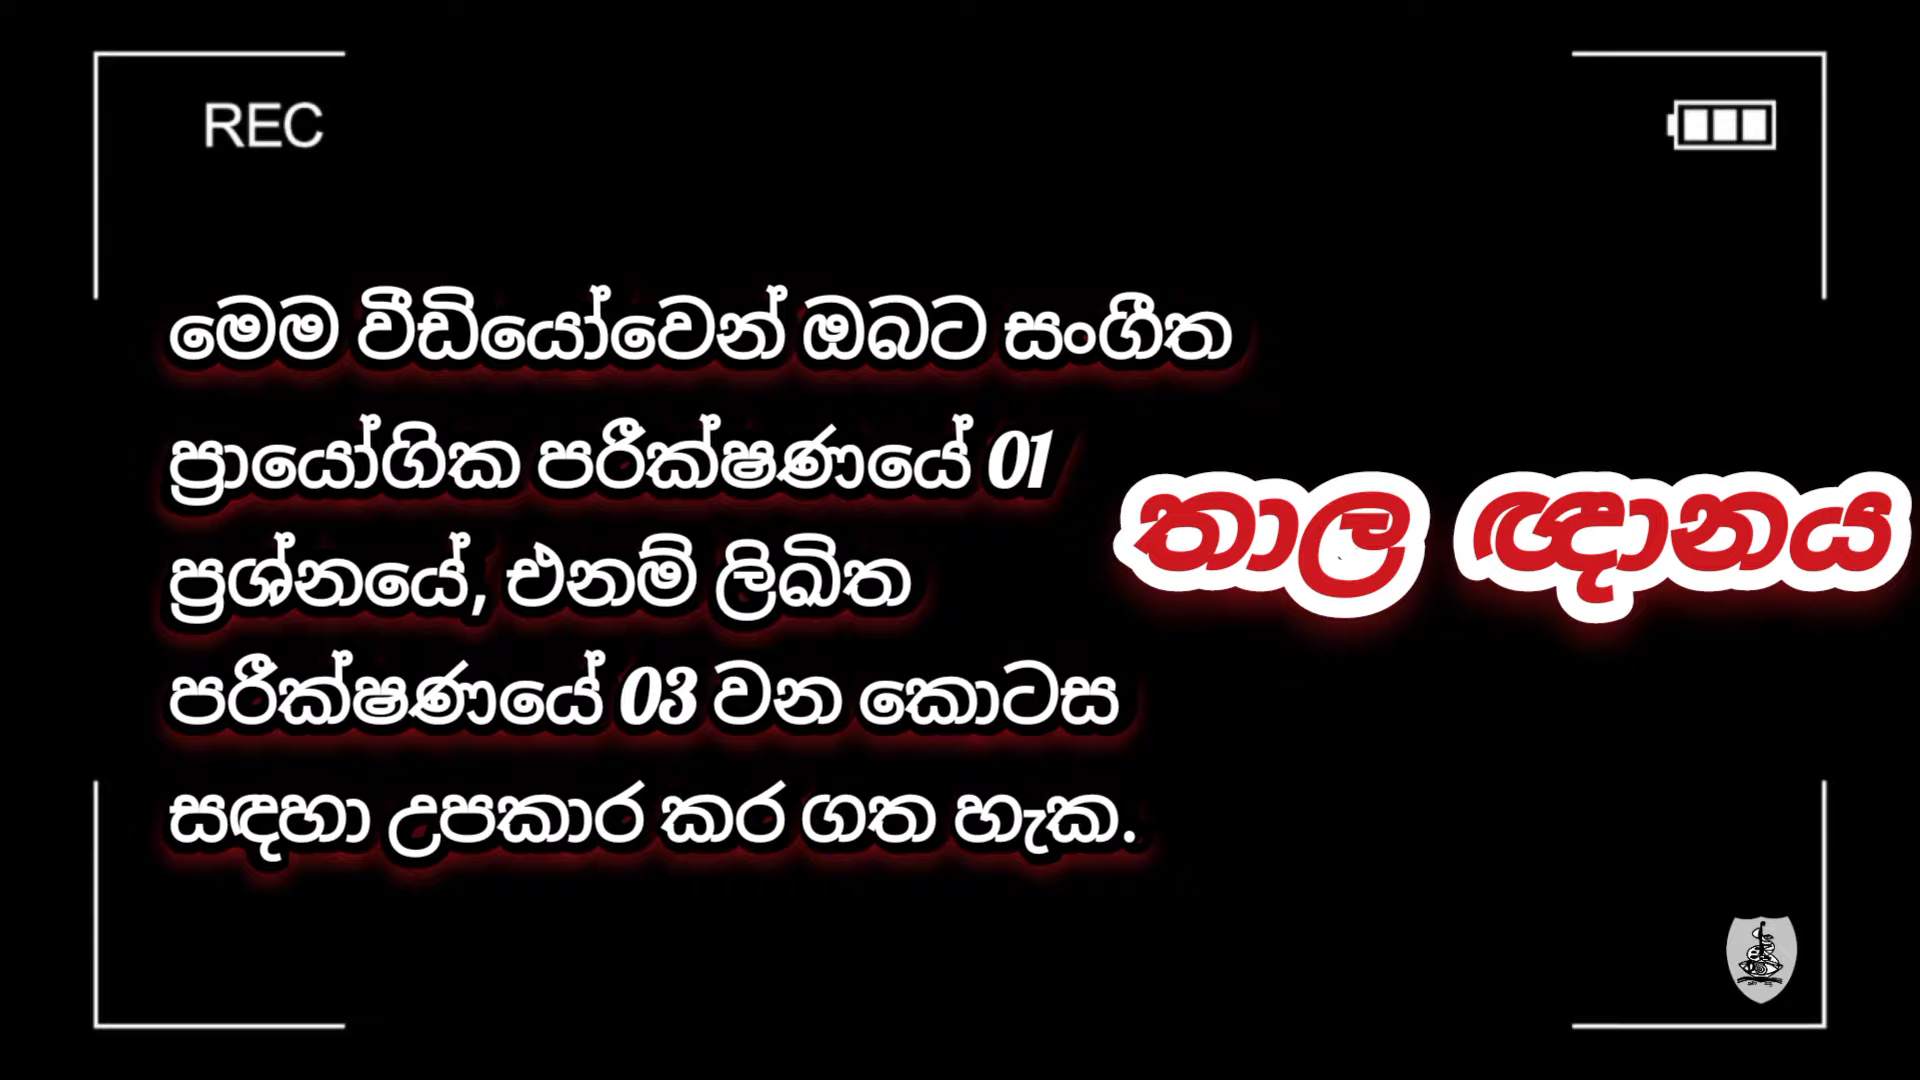 REC
මෙම වීඩියෝවෙන් ඔබට සංගීත
ප්‍රායෝගික පරීක්ෂණයේ 01
ප්‍රශ්නයේ, එනම් ලිඛිත
පරීක්ෂණයේ 03 වන කොටස
සඳහා උපකාර කර ගත හැක.
තාල ඥානය